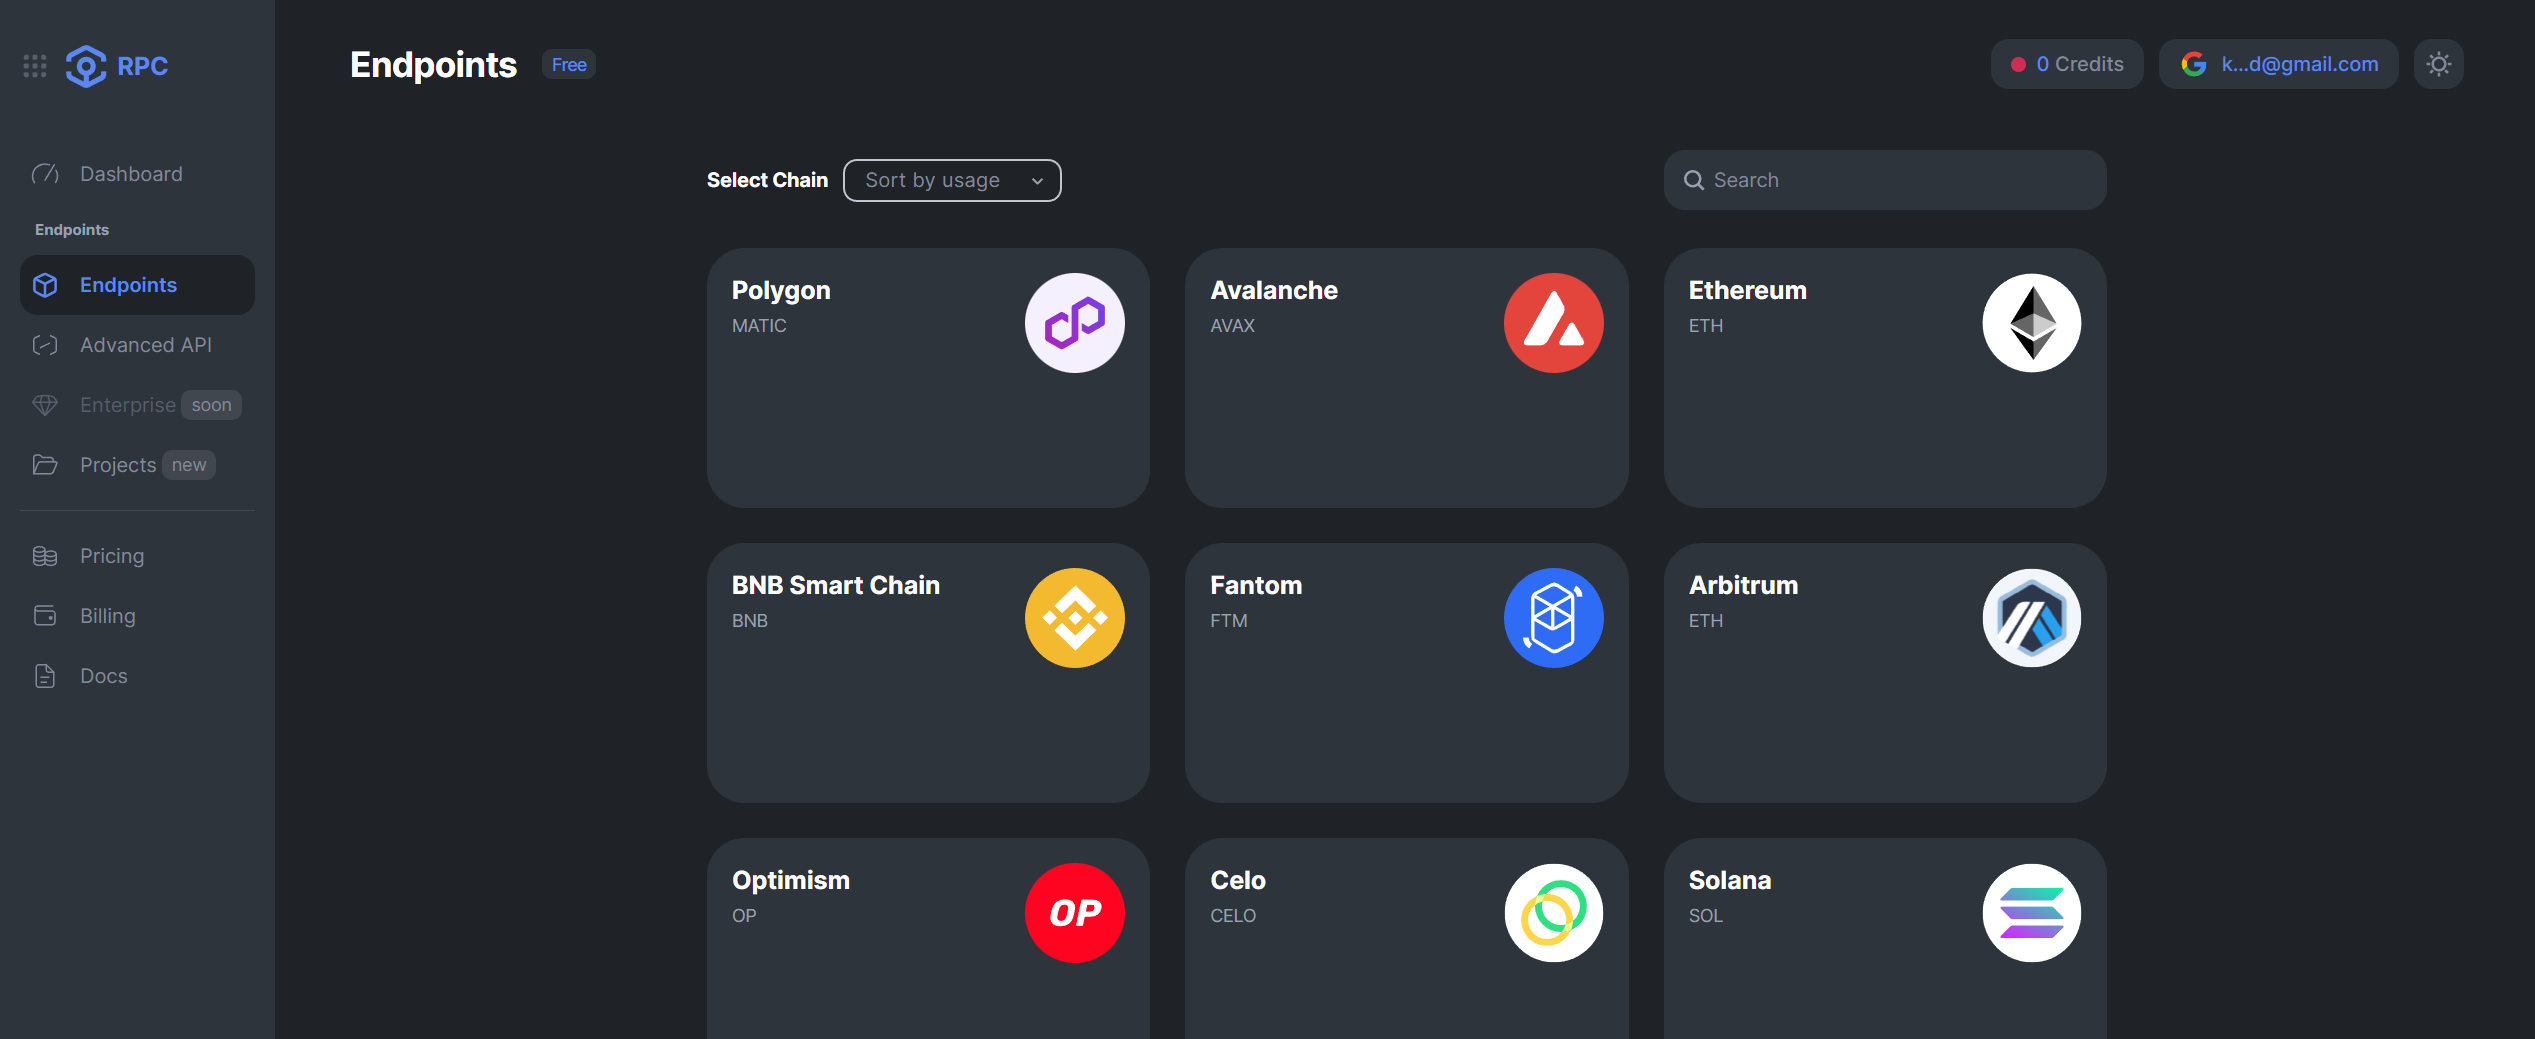 RPC
Dashboard
Endpoints
Endpoints
Advanced API
Enterprise soon
Projects new
Pricing
Billing
Docs
Endpoints Free
0 Credits
k...d@gmail.com
Select Chain Sort by usage
Search
Polygon
MATIC
Avalanche
AVAX
Ethereum
ETH
BNB Smart Chain
BNB
Fantom
FTM
Arbitrum
ETH
Optimism
OP
OP
Celo
CELO
Solana
SOL